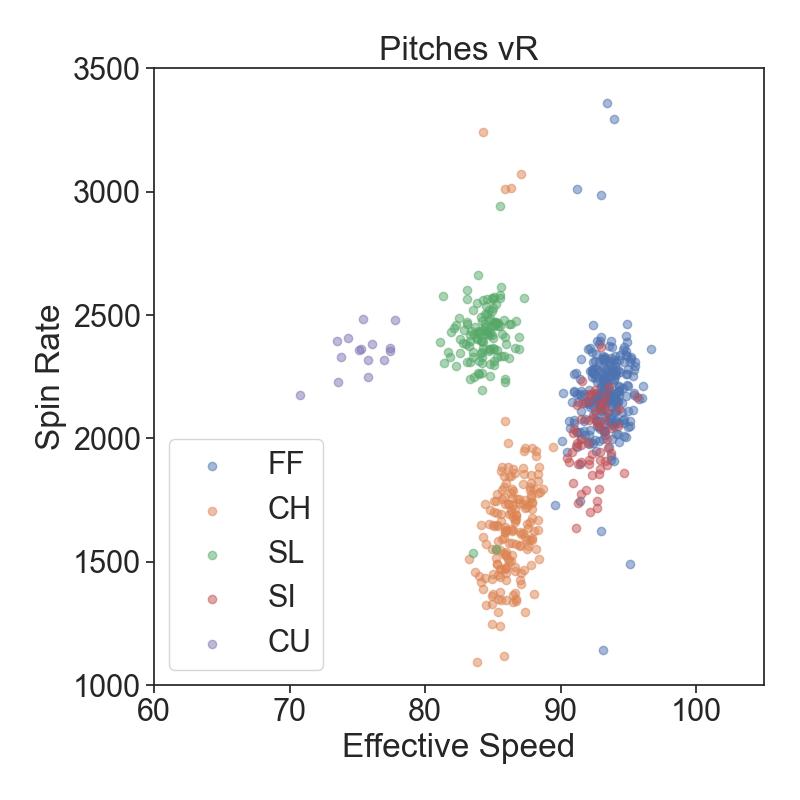 Pitches vR
3500
3000
2500
2000
1500
1000
Spin Rate
FF
CH
SL
SI
CU
60 70 80 90 100
Effective Speed